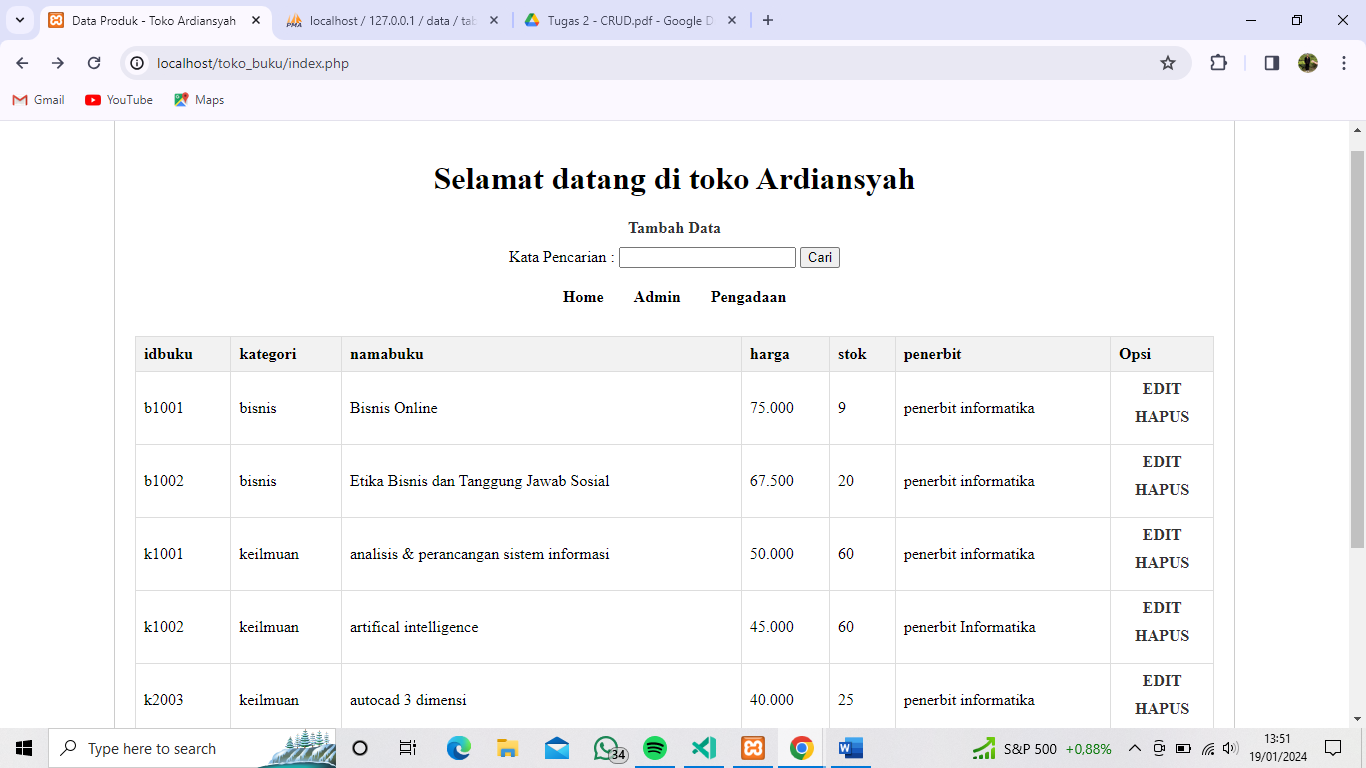 Data Produk - Toko Ardiansyah
localhost / 127.0.0.1 / data / tab
Tugas 2 - CRUD.pdf - Google D
localhost/toko_buku/index.php
Gmail YouTube Maps
Selamat datang di toko Ardiansyah
Tambah Data
Kata Pencarian : Cari
Home Admin Pengadaan
idbuku kategori namabuku harga stok penerbit Opsi
b1001 bisnis Bisnis Online 75.000 9 penerbit informatika EDIT
HAPUS
b1002 bisnis Etika Bisnis dan Tanggung Jawab Sosial 67.500 20 penerbit informatika EDIT
HAPUS
k1001 keilmuan analisis & perancangan sistem informasi 50.000 60 penerbit informatika EDIT
HAPUS
k1002 keilmuan artifical intelligence 45.000 60 penerbit Informatika EDIT
HAPUS
k2003 keilmuan autocad 3 dimensi 40.000 25 penerbit informatika EDIT
HAPUS
Type here to search
34
S&P 500 +0,88%
13:51
19/01/2024